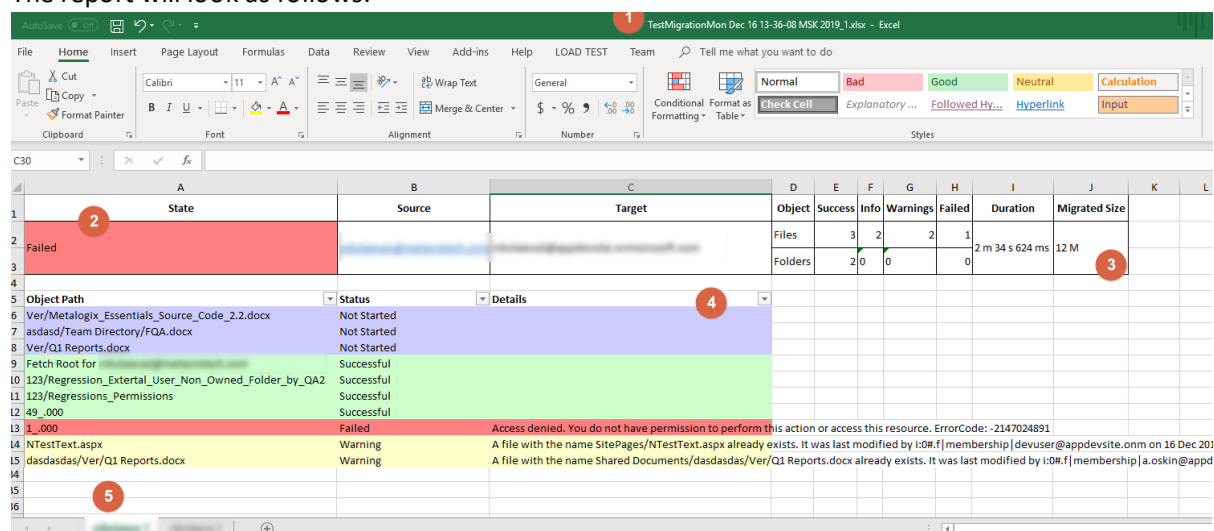 The report will look as follows:
AutoSave Off
1
TestMigrationMon Dec 16 13-36-08 MSK 2019_1.xlsx - Excel
File Home Insert Page Layout Formulas Data Review View Add-ins Help LOAD TEST Team Tell me what you want to do
Cut
Copy
Format Painter
Paste
Clipboard
Calibri 11 A^ A˅
B I U A
Font
Wrap Text
Merge & Center
Alignment
General
$ % 9 .00 .00
Number
Conditional Formatting
Format as Table
Normal Bad Good Neutral Calculation
Check Cell Explanatory ... Followed Hy... Hyperlink Input
Styles
C30 fx
A B C D E F G H I J K L
1 State Source Target Object Success Info Warnings Failed Duration Migrated Size
2
2 Failed Files 3 2 2 1 2 m 34 s 624 ms 12 M
3 Folders 2 0 0 0
3
4
5 Object Path Status Details
4
6 Ver/Metalogix_Essentials_Source_Code_2.2.docx Not Started
7 asdasd/Team Directory/FQA.docx Not Started
8 Ver/Q1 Reports.docx Not Started
9 Fetch Root for Successful
10 123/Regression_Extertal_User_Non_Owned_Folder_by_QA2 Successful
11 123/Regressions_Permissions Successful
12 49_.000 Successful
13 1_.000 Failed Access denied. You do not have permission to perform this action or access this resource. ErrorCode: -2147024891
14 NTestText.aspx Warning A file with the name SitePages/NTestText.aspx already exists. It was last modified by i:0#.f|membership|devuser@appdevsite.onm on 16 Dec 201
15 dasdasdas/Ver/Q1 Reports.docx Warning A file with the name Shared Documents/dasdasdas/Ver/Q1 Reports.docx already exists. It was last modified by i:0#.f|membership|a.oskin@appd
34
35
36
5